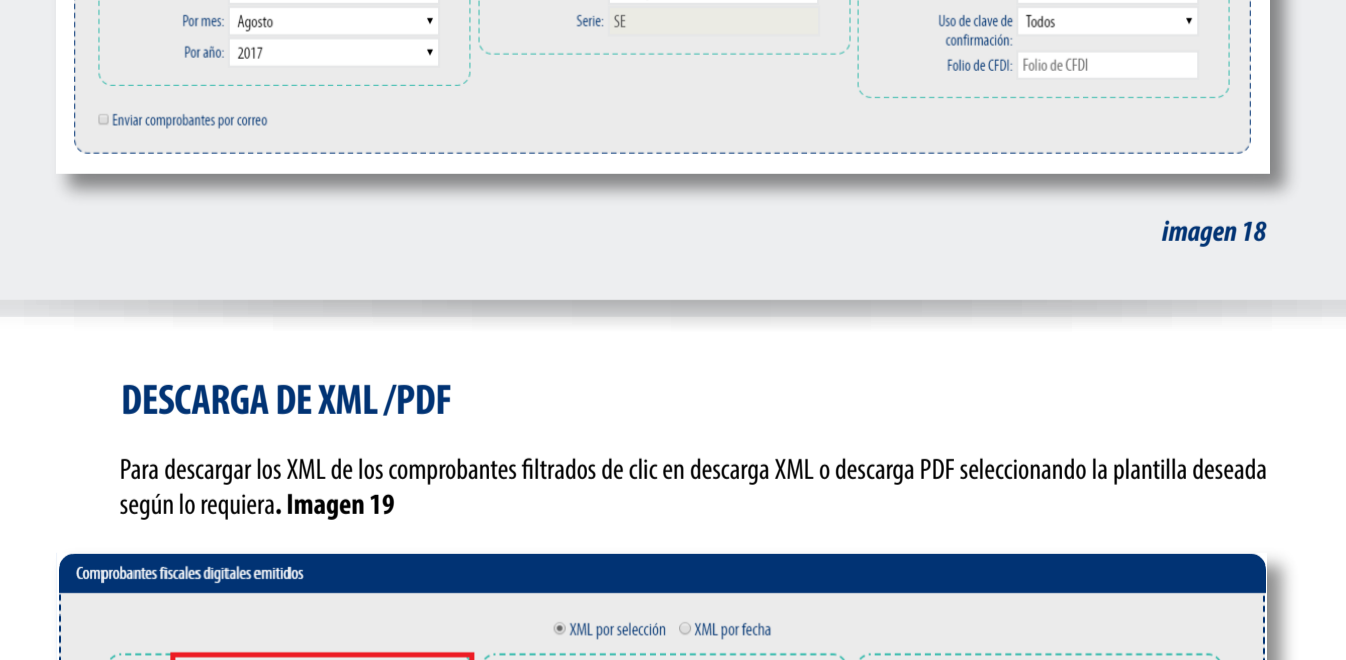 Por mes: Agosto
Por año: 2017
Serie: SE
Uso de clave de confirmación: Todos
Folio de CFDI: Folio de CFDI
Enviar comprobantes por correo
imagen 18
DESCARGA DE XML /PDF
Para descargar los XML de los comprobantes filtrados de clic en descarga XML o descarga PDF seleccionando la plantilla deseada
según lo requiera. Imagen 19
Comprobantes fiscales digitales emitidos
XML por selección XML por fecha